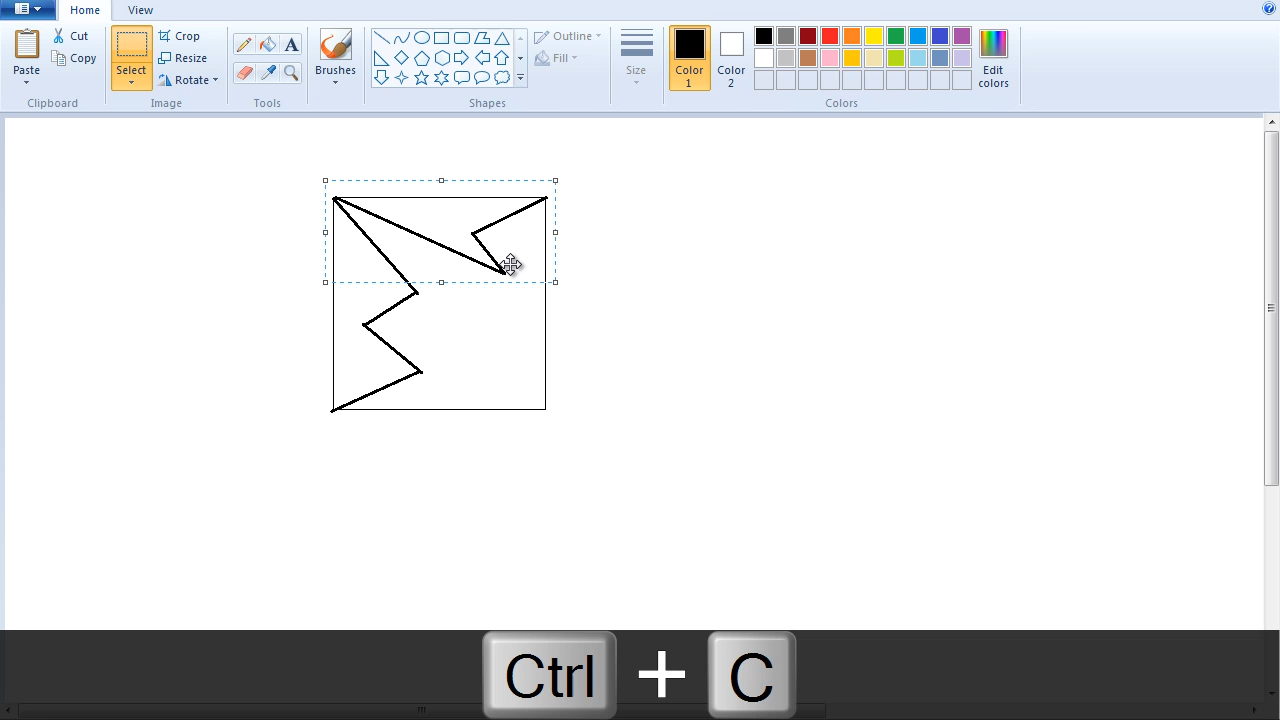 Home View
Cut
Copy
Paste
Clipboard
Crop
Resize
Rotate
Select
Image
A
Tools
Brushes
Outline
Fill
Shapes
Size
Color 1
Color 2
Edit colors
Colors
Ctrl + C